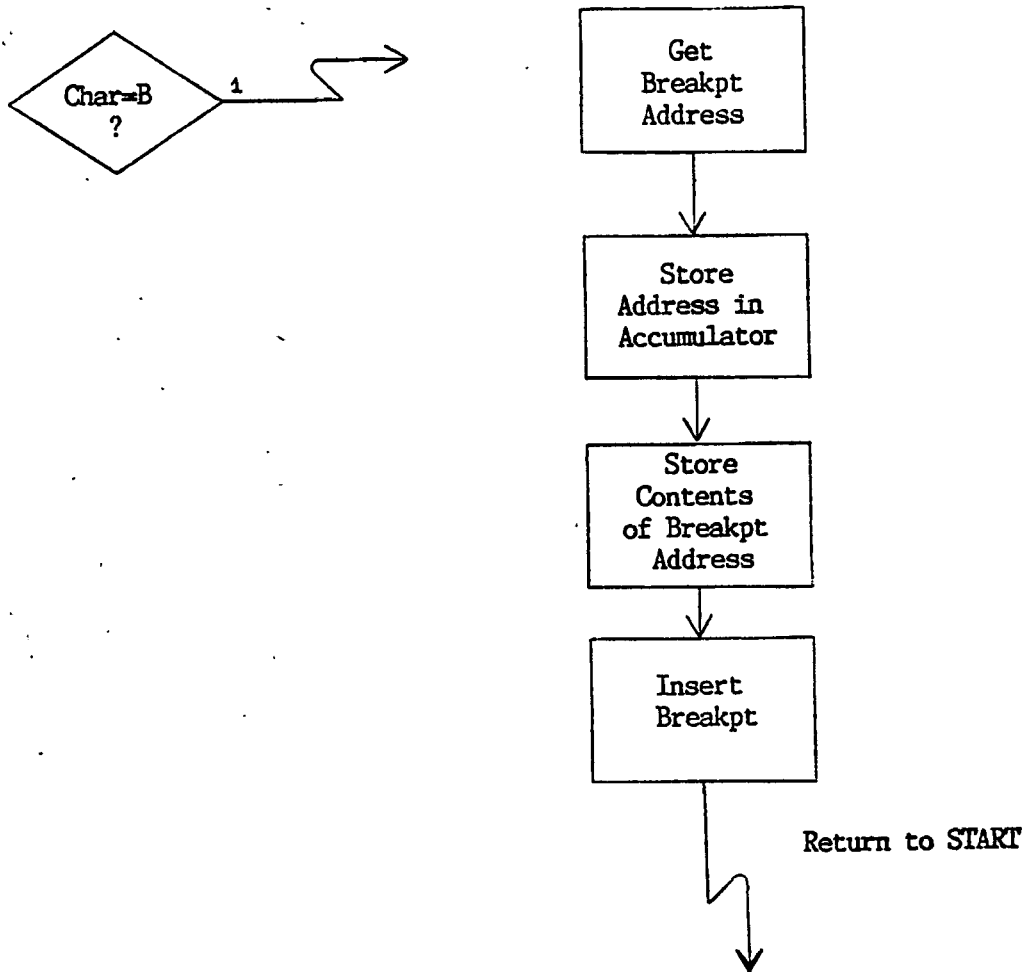 Char=B
?
1
Get
Breakpt
Address
Store
Address in
Accumulator
Store
Contents
of Breakpt
Address
Insert
Breakpt
Return to START